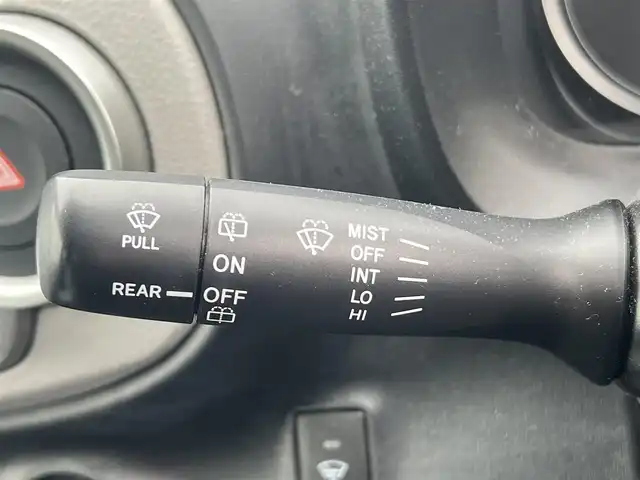 PULL
REAR
ON
OFF
MIST
OFF
INT
LO
HI